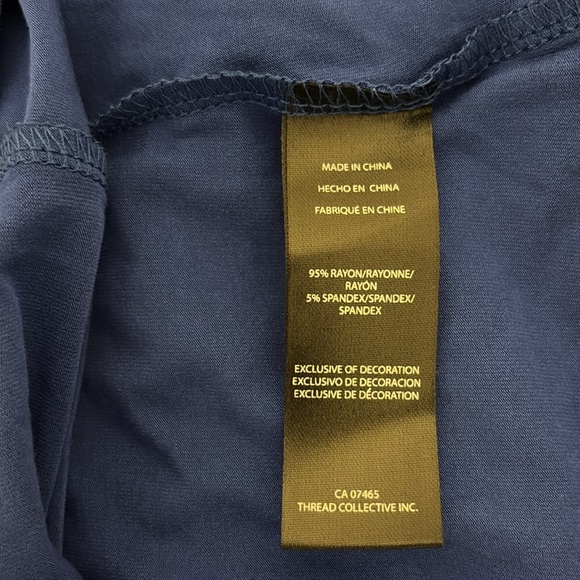 MADE IN CHINA
HECHO EN CHINA
FABRIQUÉ EN CHINE
95% RAYON/RAYONNE/
RAYÓN
5% SPANDEX/SPANDEX/
SPANDEX
EXCLUSIVE OF DECORATION
EXCLUSIVO DE DECORACION
EXCLUSIVE DE DÉCORATION
CA 07465
THREAD COLLECTIVE INC.